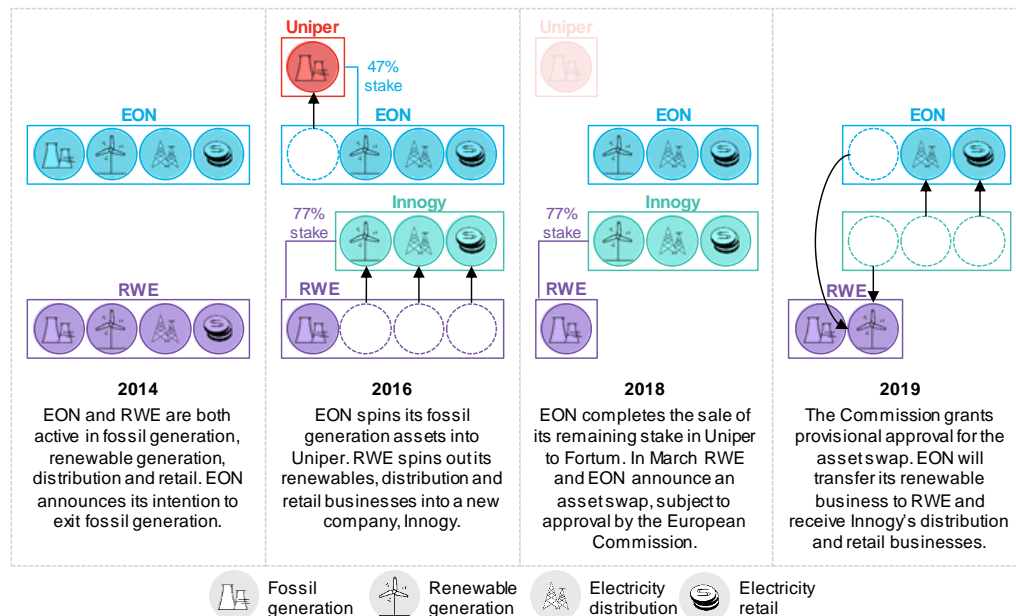 EON
RWE
2014
EON and RWE are both
active in fossil generation,
renewable generation,
distribution and retail. EON
announces its intention to
exit fossil generation.
Uniper
47%
stake
EON
Innogy
77%
stake
RWE
2016
EON spins its fossil
generation assets into
Uniper. RWE spins out its
renewables, distribution and
retail businesses into a new
company, Innogy.
Uniper
EON
Innogy
77%
stake
RWE
2018
EON completes the sale of
its remaining stake in Uniper
to Fortum. In March RWE
and EON announce an
asset swap, subject to
approval by the European
Commission.
EON
RWE
2019
The Commission grants
provisional approval for the
asset swap. EON will
transfer its renewable
business to RWE and
receive Innogy's distribution
and retail businesses.
Fossil
generation
Renewable
generation
Electricity
distribution
Electricity
retail